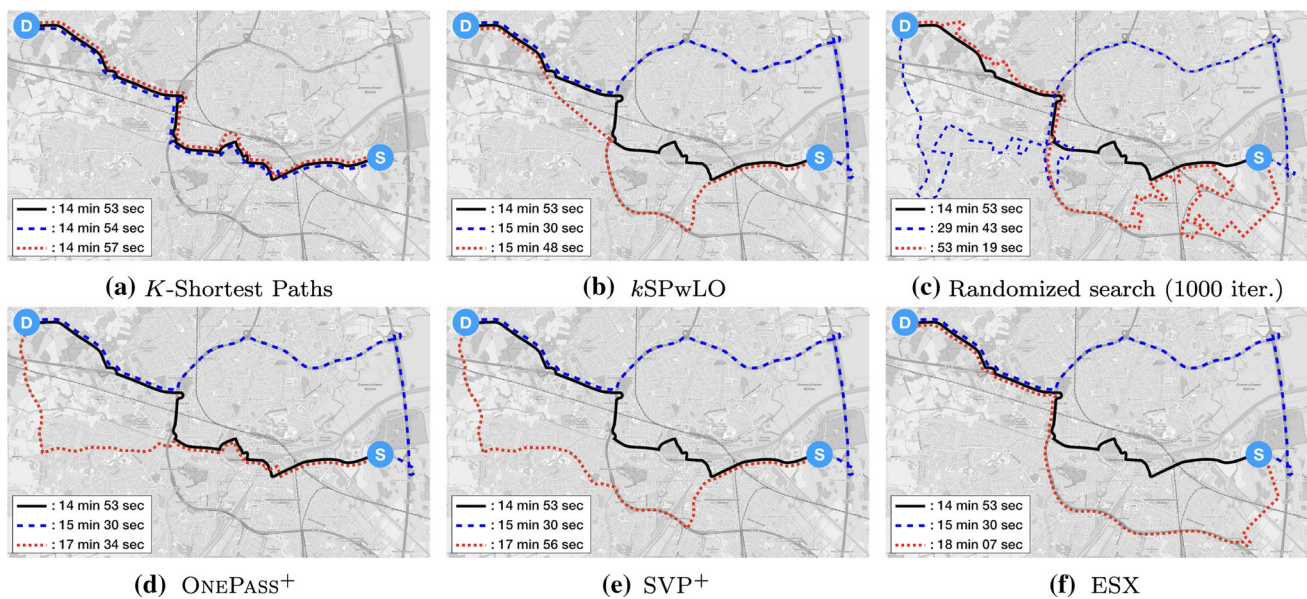 D
S
: 14 min 53 sec
: 14 min 54 sec
: 14 min 57 sec
(a) K-Shortest Paths
D
S
: 14 min 53 sec
: 15 min 30 sec
: 15 min 48 sec
(b) kSPwLO
D
S
: 14 min 53 sec
: 29 min 43 sec
: 53 min 19 sec
(c) Randomized search (1000 iter.)
D
S
: 14 min 53 sec
: 15 min 30 sec
: 17 min 34 sec
(d) ONEPASS+
D
S
: 14 min 53 sec
: 15 min 30 sec
: 17 min 56 sec
(e) SVP+
D
S
: 14 min 53 sec
: 15 min 30 sec
: 18 min 07 sec
(f) ESX